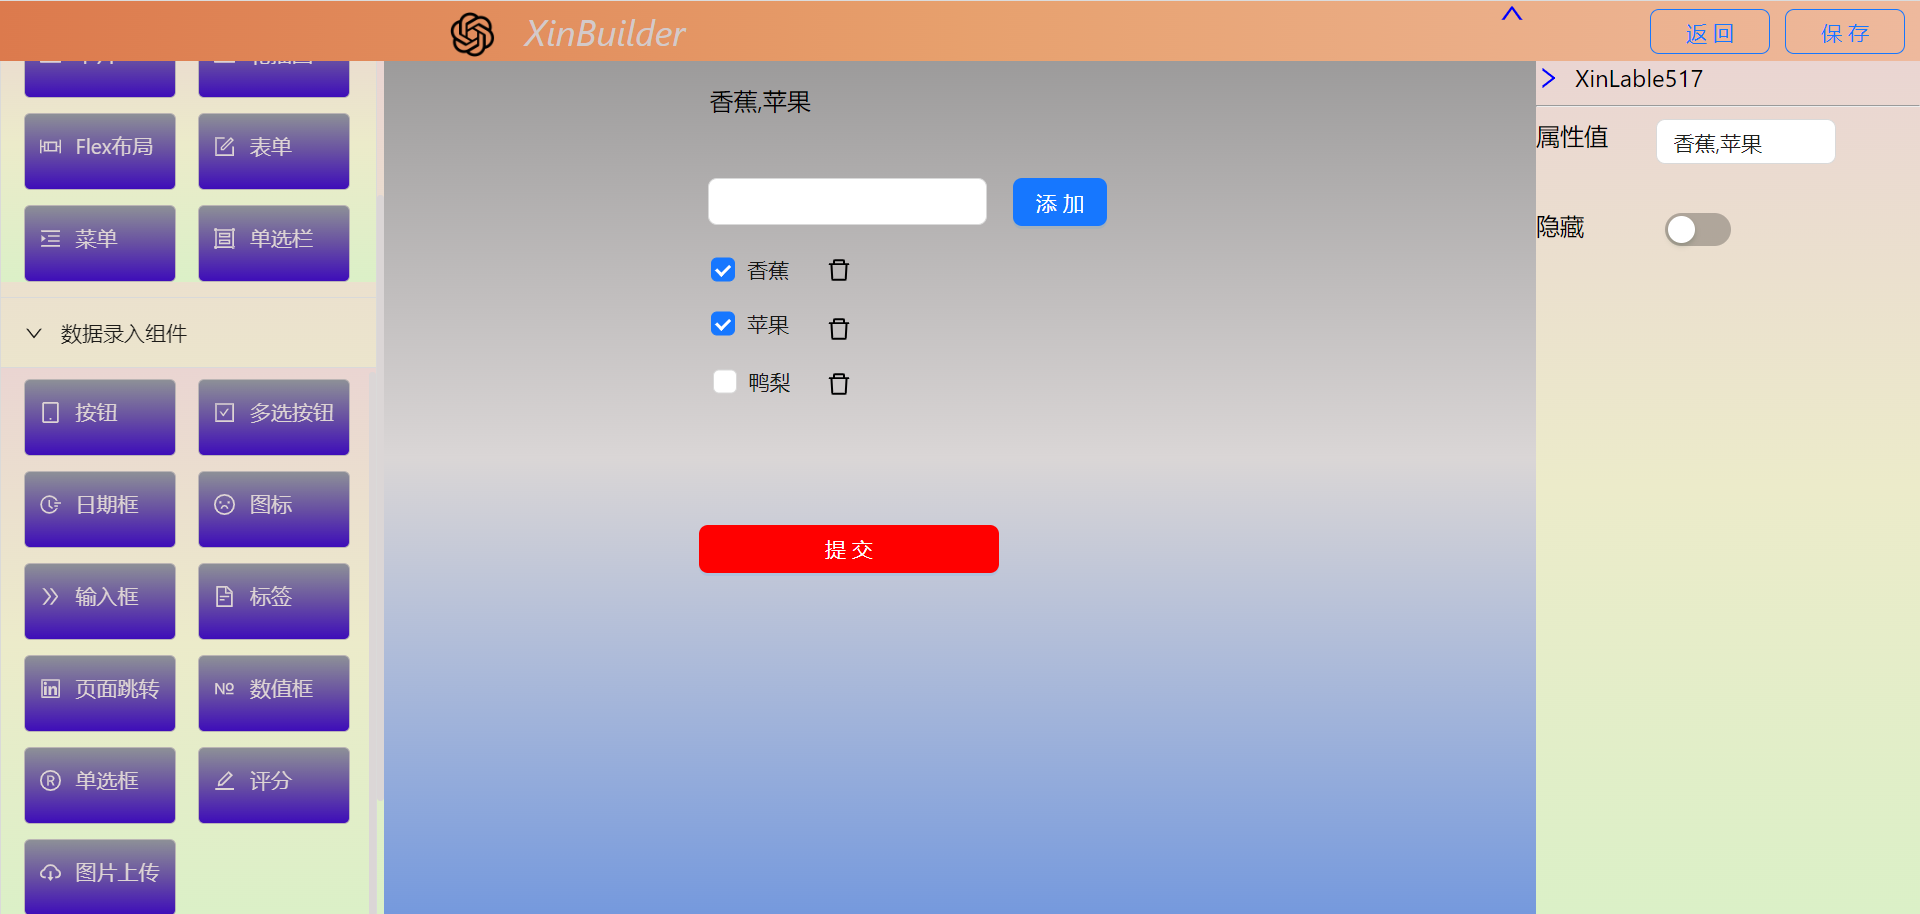 XinBuilder
返 回
保 存
Flex布局
表单
菜单
单选栏
数据录入组件
按钮
多选按钮
日期框
图标
输入框
标签
页面跳转
数值框
单选框
评分
图片上传
香蕉,苹果
添 加
香蕉
苹果
鸭梨
提 交
XinLable517
属性值
香蕉,苹果
隐藏